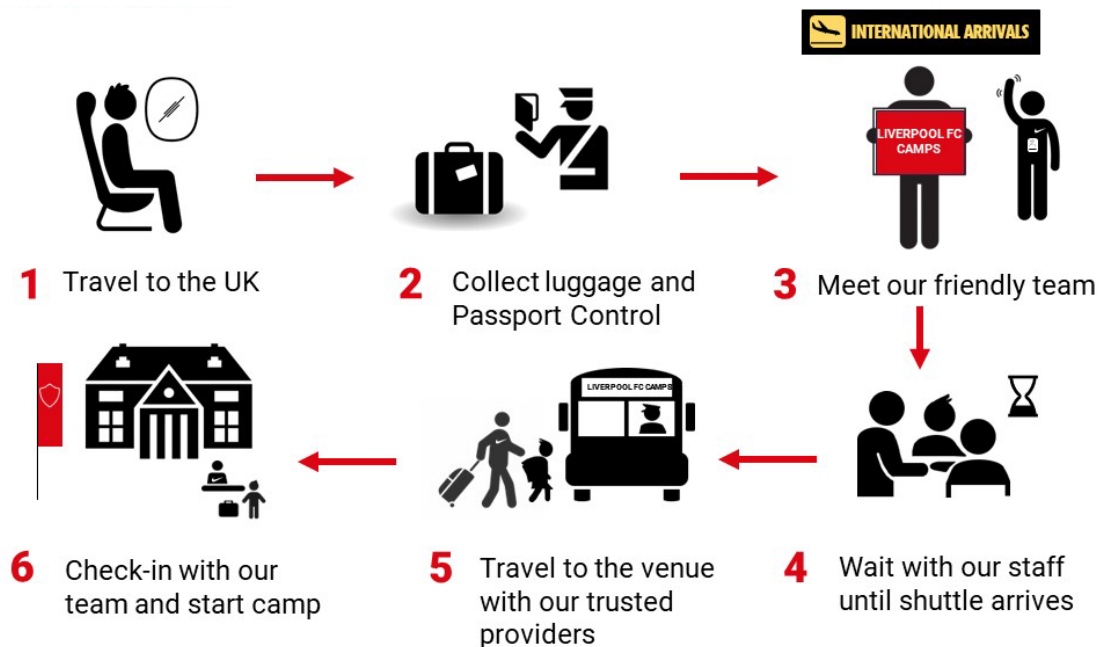 INTERNATIONAL ARRIVALS
LIVERPOOL FC
CAMPS
1 Travel to the UK
2 Collect luggage and
Passport Control
3 Meet our friendly team
LIVERPOOL FC CAMPS
4 Wait with our staff
until shuttle arrives
5 Travel to the venue
with our trusted
providers
6 Check-in with our
team and start camp